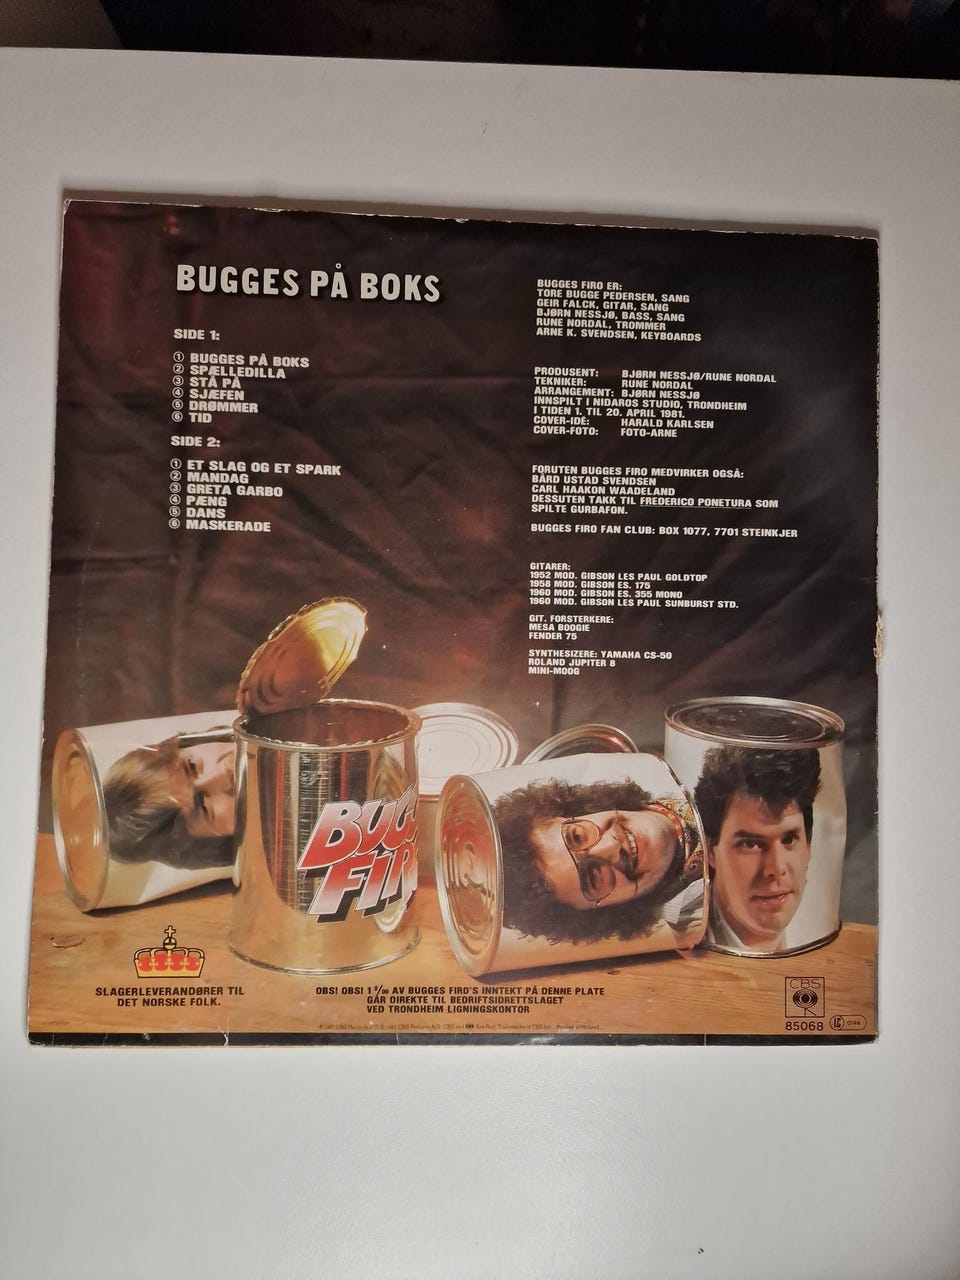 BUGGES PÅ BOKS
SIDE 1:
① BUGGES PÅ BOKS
② SPÆLLEDILLA
③ STÅ PÅ
④ SJÆFEN
⑤ DRØMMER
⑥ TID
SIDE 2:
① ET SLAG OG ET SPARK
② MANDAG
③ GRETA GARBO
④ PÆNG
⑤ DANS
⑥ MASKERADE
BUGGES FIRO ER:
TORE BUGGE PEDERSEN, SANG
GEIR FALCK, GITAR, SANG
BJØRN NESSJØ, BASS, SANG
RUNE NORDAL, TROMMER
ARNE K. SVENDSEN, KEYBOARDS
PRODUSENT: BJØRN NESSJØ/RUNE NORDAL
TEKNIKER: RUNE NORDAL
ARRANGEMENT: BJØRN NESSJØ
INNSPILT I NIDAROS STUDIO, TRONDHEIM
I TIDEN 1. TIL 20. APRIL 1981.
COVER-IDÈ: HARALD KARLSEN
COVER-FOTO: FOTO-ARNE
FORUTEN BUGGES FIRO MEDVIRKER OGSÅ:
BÅRD USTAD SVENDSEN
CARL HAAKON WAADELAND
DESSUTEN TAKK TIL FREDERICO PONETURA SOM
SPILTE GURBAFON.
BUGGES FIRO FAN CLUB: BOX 1077, 7701 STEINKJER
GITARER:
1952 MOD. GIBSON LES PAUL GOLDTOP
1958 MOD. GIBSON ES. 175
1960 MOD. GIBSON ES. 355 MONO
1960 MOD. GIBSON LES PAUL SUNBURST STD.
GIT. FORSTERKERE:
MESA BOOGIE
FENDER 75
SYNTHESIZERE: YAMAHA CS-50
ROLAND JUPITER 8
MINI-MOOG
BUGG
FIR
SLAGERLEVERANDØRER TIL
DET NORSKE FOLK.
OBS! OBS! 1 º/oo AV BUGGES FIRO'S INNTEKT PÅ DENNE PLATE
GÅR DIREKTE TIL BEDRIFTSIDRETTSLAGET
VED TRONDHEIM LIGNINGSKONTOR
CBS
85068 LC 0149